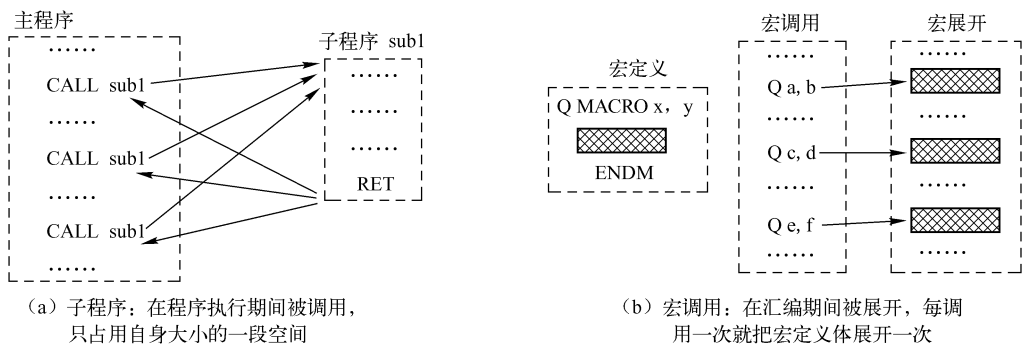 主程序
……
CALL sub1
……
CALL sub1
……
CALL sub1
……
子程序 sub1
……
……
……
RET
(a)子程序：在程序执行期间被调用，
只占用自身大小的一段空间
宏定义
Q MACRO x，y
ENDM
宏调用
……
Q a, b
……
Q c, d
……
Q e, f
……
宏展开
……
……
……
……
(b)宏调用：在汇编期间被展开，每调
用一次就把宏定义体展开一次